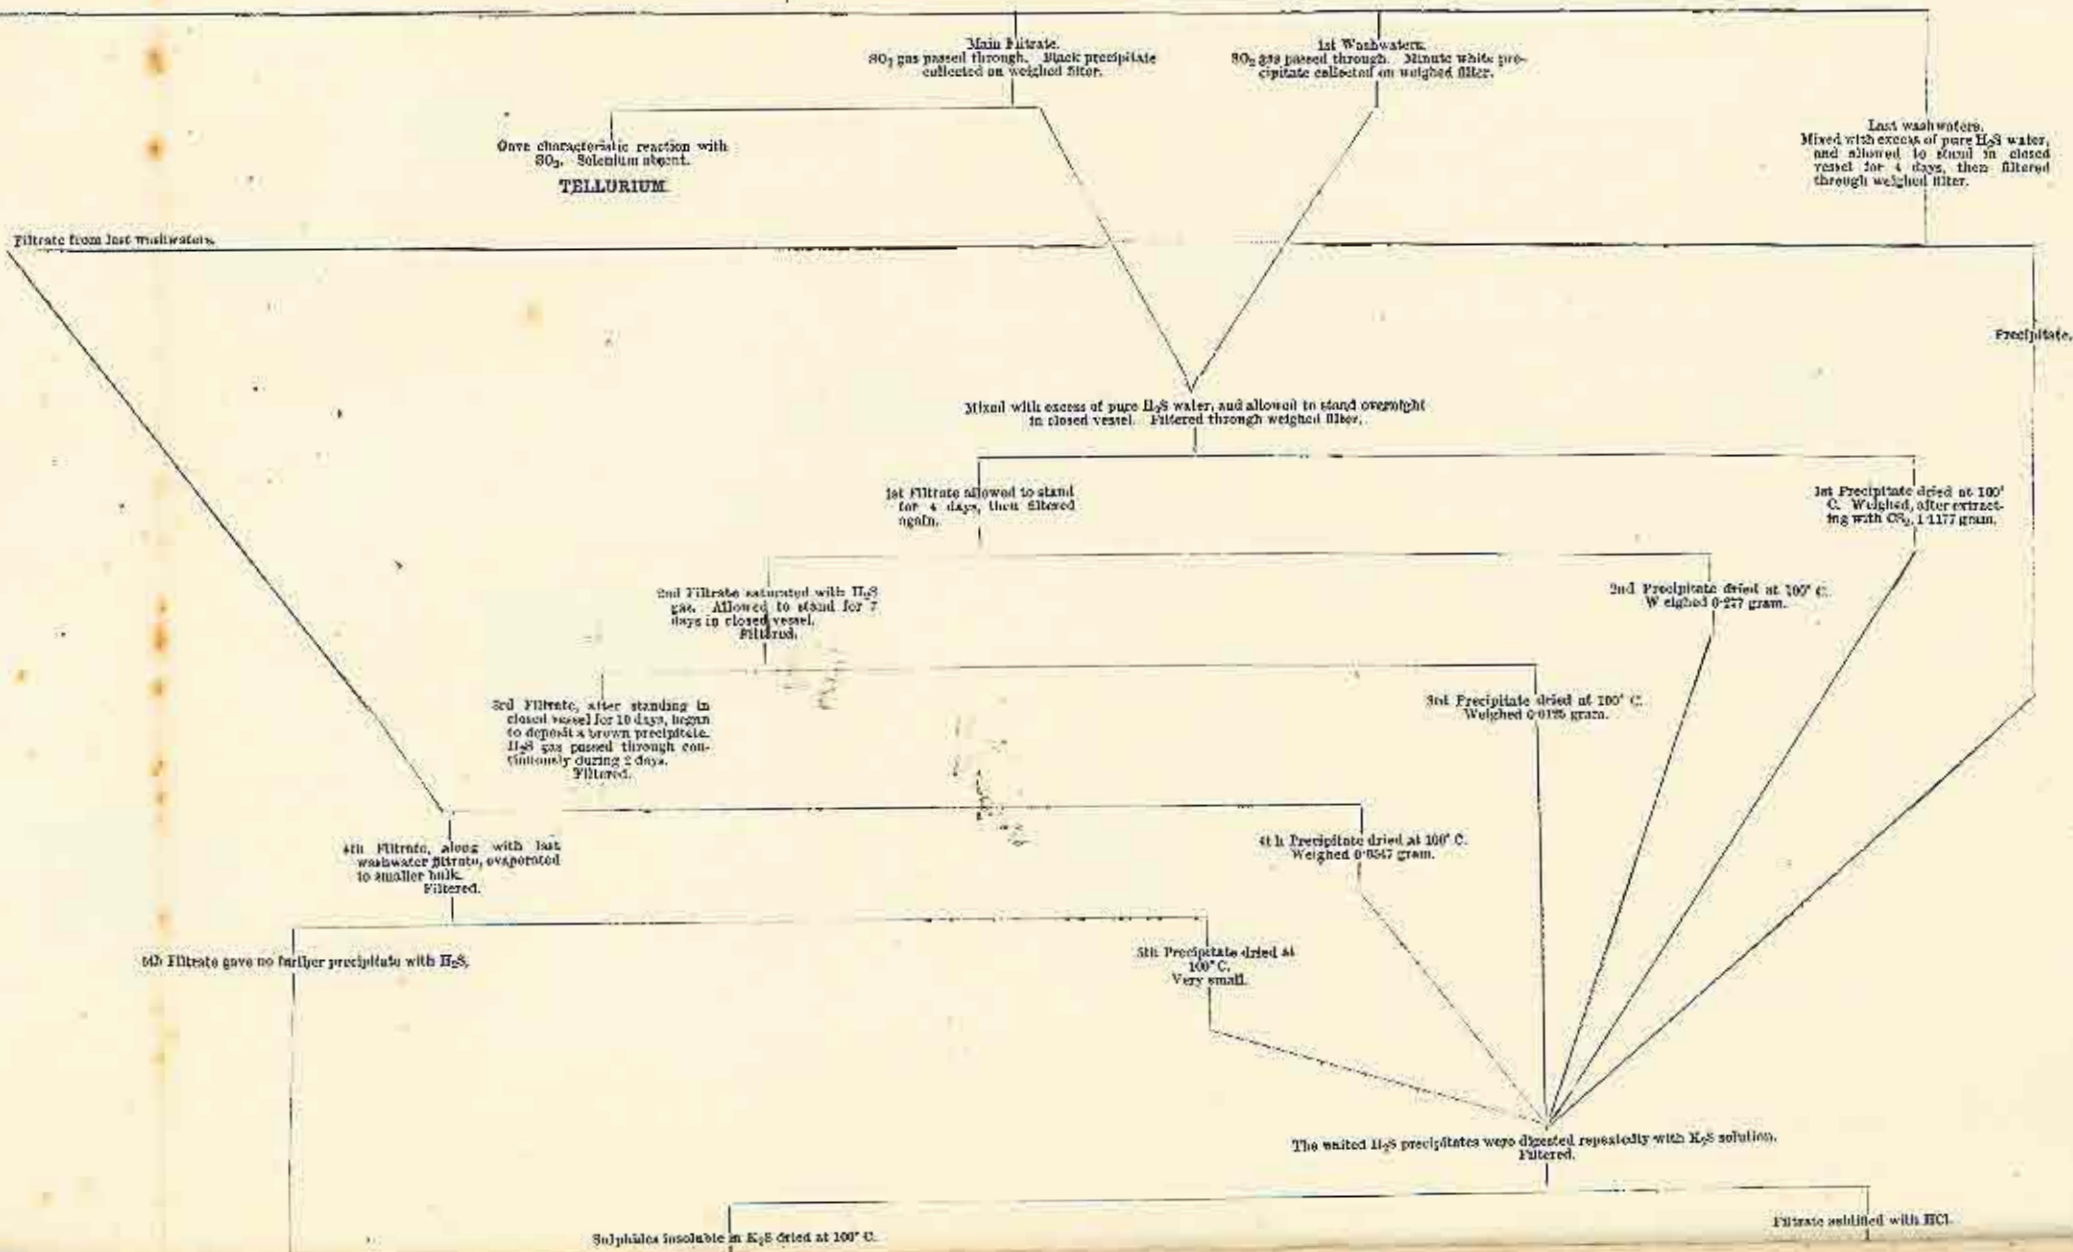 Main Filtrate.
SO₂ gas passed through. Black precipitate
collected on weighed filter.
1st Washwaters.
SO₂ gas passed through. Minute white pre-
cipitate collected on weighed filter.
Gave characteristic reaction with
SO₃. Selenium absent.
TELLURIUM.
Last washwaters.
Mixed with excess of pure H₂S water,
and allowed to stand in closed
vessel for 4 days, then filtered
through weighed filter.
Filtrate from last washwaters.
Precipitate.
Mixed with excess of pure H₂S water, and allowed to stand overnight
in closed vessel. Filtered through weighed filter.
1st Filtrate allowed to stand
for 4 days, then filtered
again.
1st Precipitate dried at 100°
C. Weighed, after extract-
ing with CS₂, 1·1177 gram.
2nd Filtrate saturated with H₂S
gas. Allowed to stand for 7
days in closed vessel.
Filtered.
2nd Precipitate dried at 100° C.
Weighed 0·277 gram.
3rd Filtrate, after standing in
closed vessel for 10 days, began
to deposit a brown precipitate.
H₂S gas passed through con-
tinuously during 2 days.
Filtered.
3rd Precipitate dried at 100° C.
Weighed gram.
4th Filtrate, along with last
washwater filtrate, evaporated
to smaller bulk.
Filtered.
4th Precipitate dried at 100° C.
Weighed gram.
5th Filtrate gave no further precipitate with H₂S.
5th Precipitate dried at
100° C.
Very small.
The united H₂S precipitates were digested repeatedly with K₂S solution.
Filtered.
Sulphides insoluble in K₂S dried at 100° C.
Filtrate acidified with HCl.